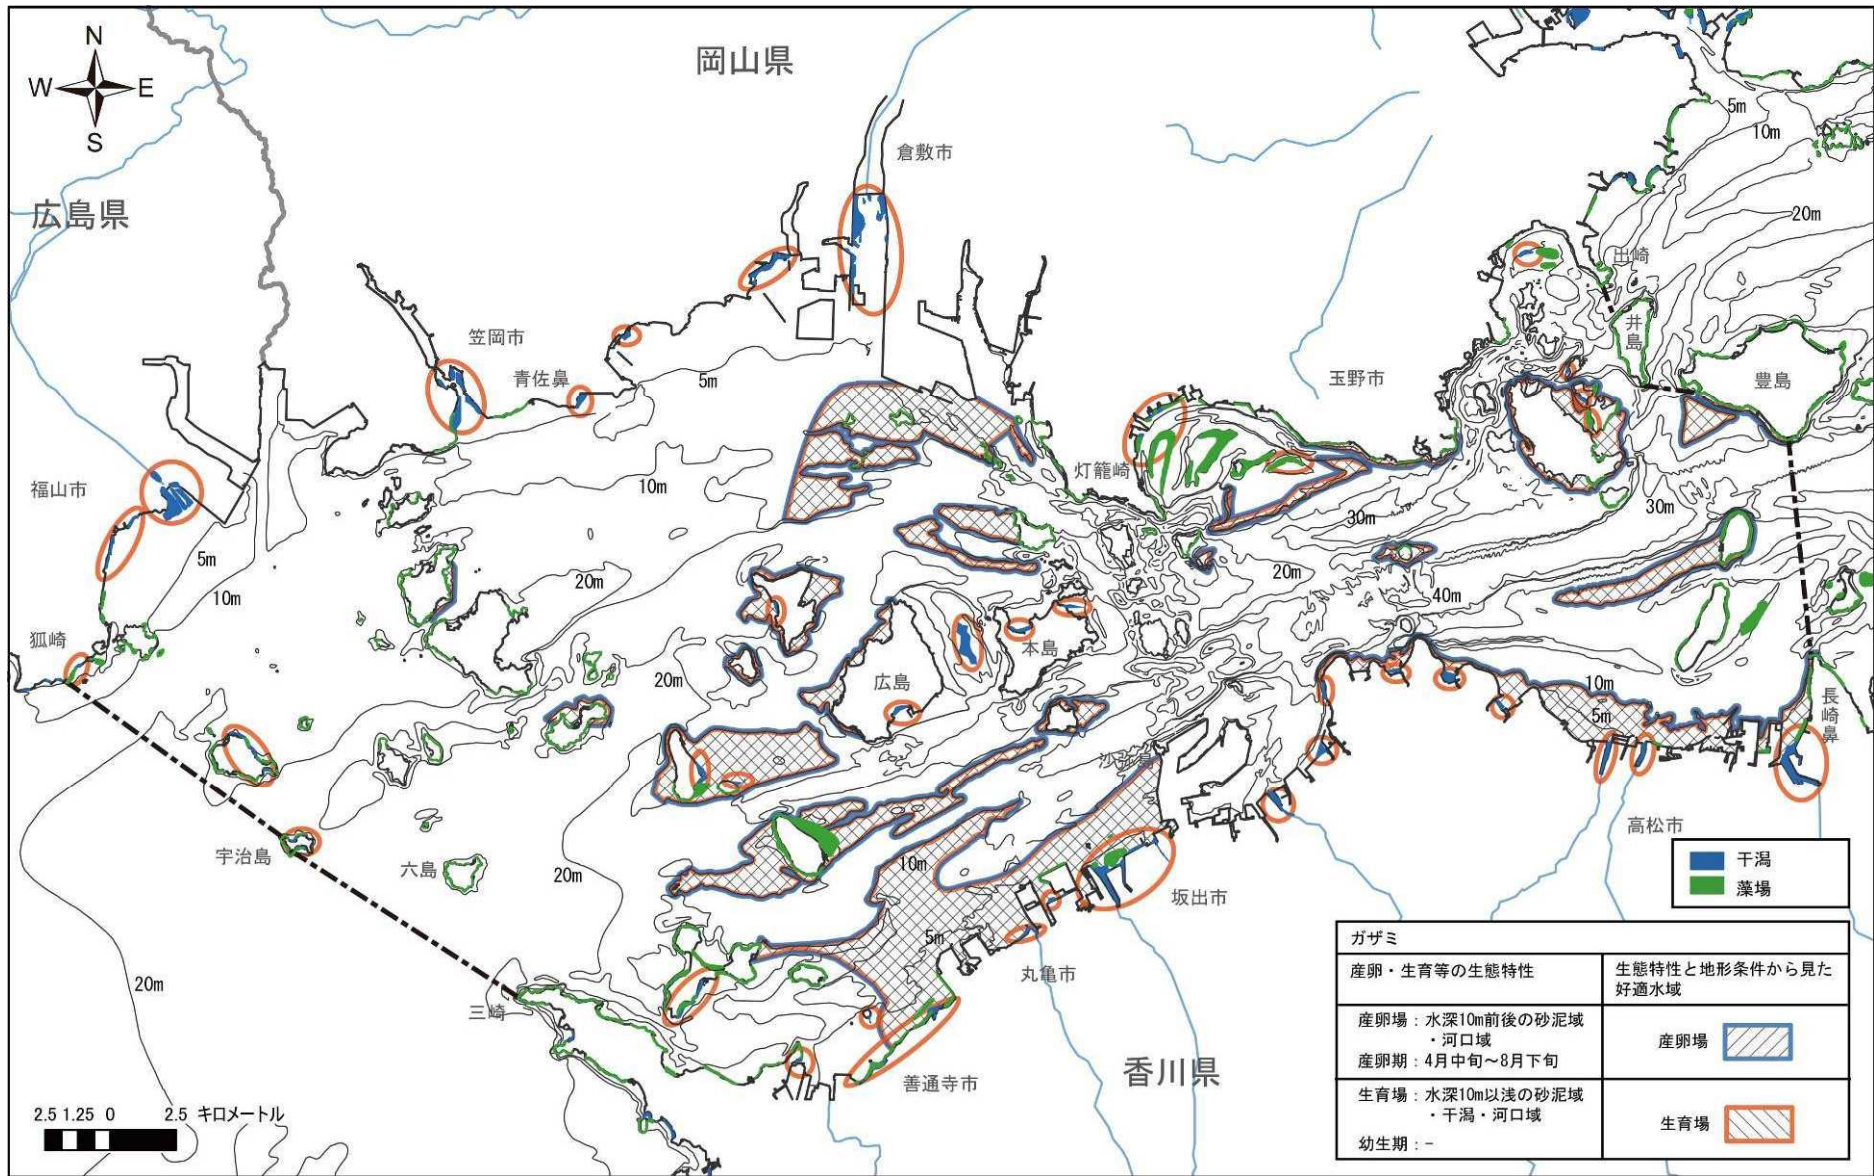 N
W
E
S
岡山県
広島県
香川県
倉敷市
笠岡市
青佐鼻
福山市
狐崎
宇治島
六島
三崎
玉野市
灯籠崎
出崎
井島
豊島
本島
広島
沙弥島
長崎鼻
高松市
坂出市
丸亀市
善通寺市
5m
10m
20m
5m
10m
5m
10m
20m
20m
20m
20m
30m
30m
20m
40m
10m
5m
10m
5m
2.5 1.25 0 2.5 キロメートル
干潟
藻場
ガザミ
産卵・生育等の生態特性
生態特性と地形条件から見た
好適水域
産卵場：水深10m前後の砂泥域
・河口域
産卵期：4月中旬～8月下旬
産卵場
生育場：水深10m以浅の砂泥域
・干潟・河口域
幼生期：-
生育場